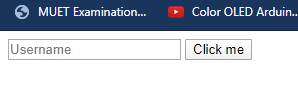 MUET Examination... Color OLED Arduin...
Username Click me